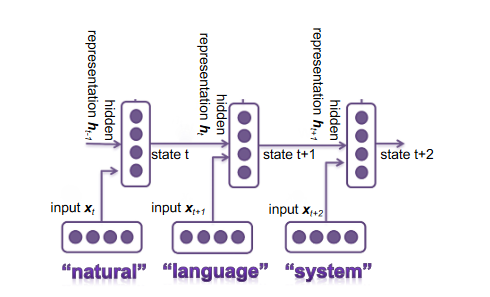 hidden
representation h_{t-1}
hidden
representation h_t
hidden
representation h_{t+1}
state t
state t+1
state t+2
input x_t
input x_{t+1}
input x_{t+2}
“natural” “language” “system”